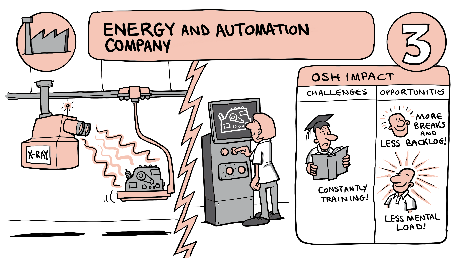 ENERGY AND AUTOMATION
COMPANY
3
OSH IMPACT
CHALLENGES
OPPORTUNITIES
X-RAY
MORE
BREAKS
AND
LESS BACKLOG!
CONSTANTLY
TRAINING!
LESS MENTAL
LOAD!